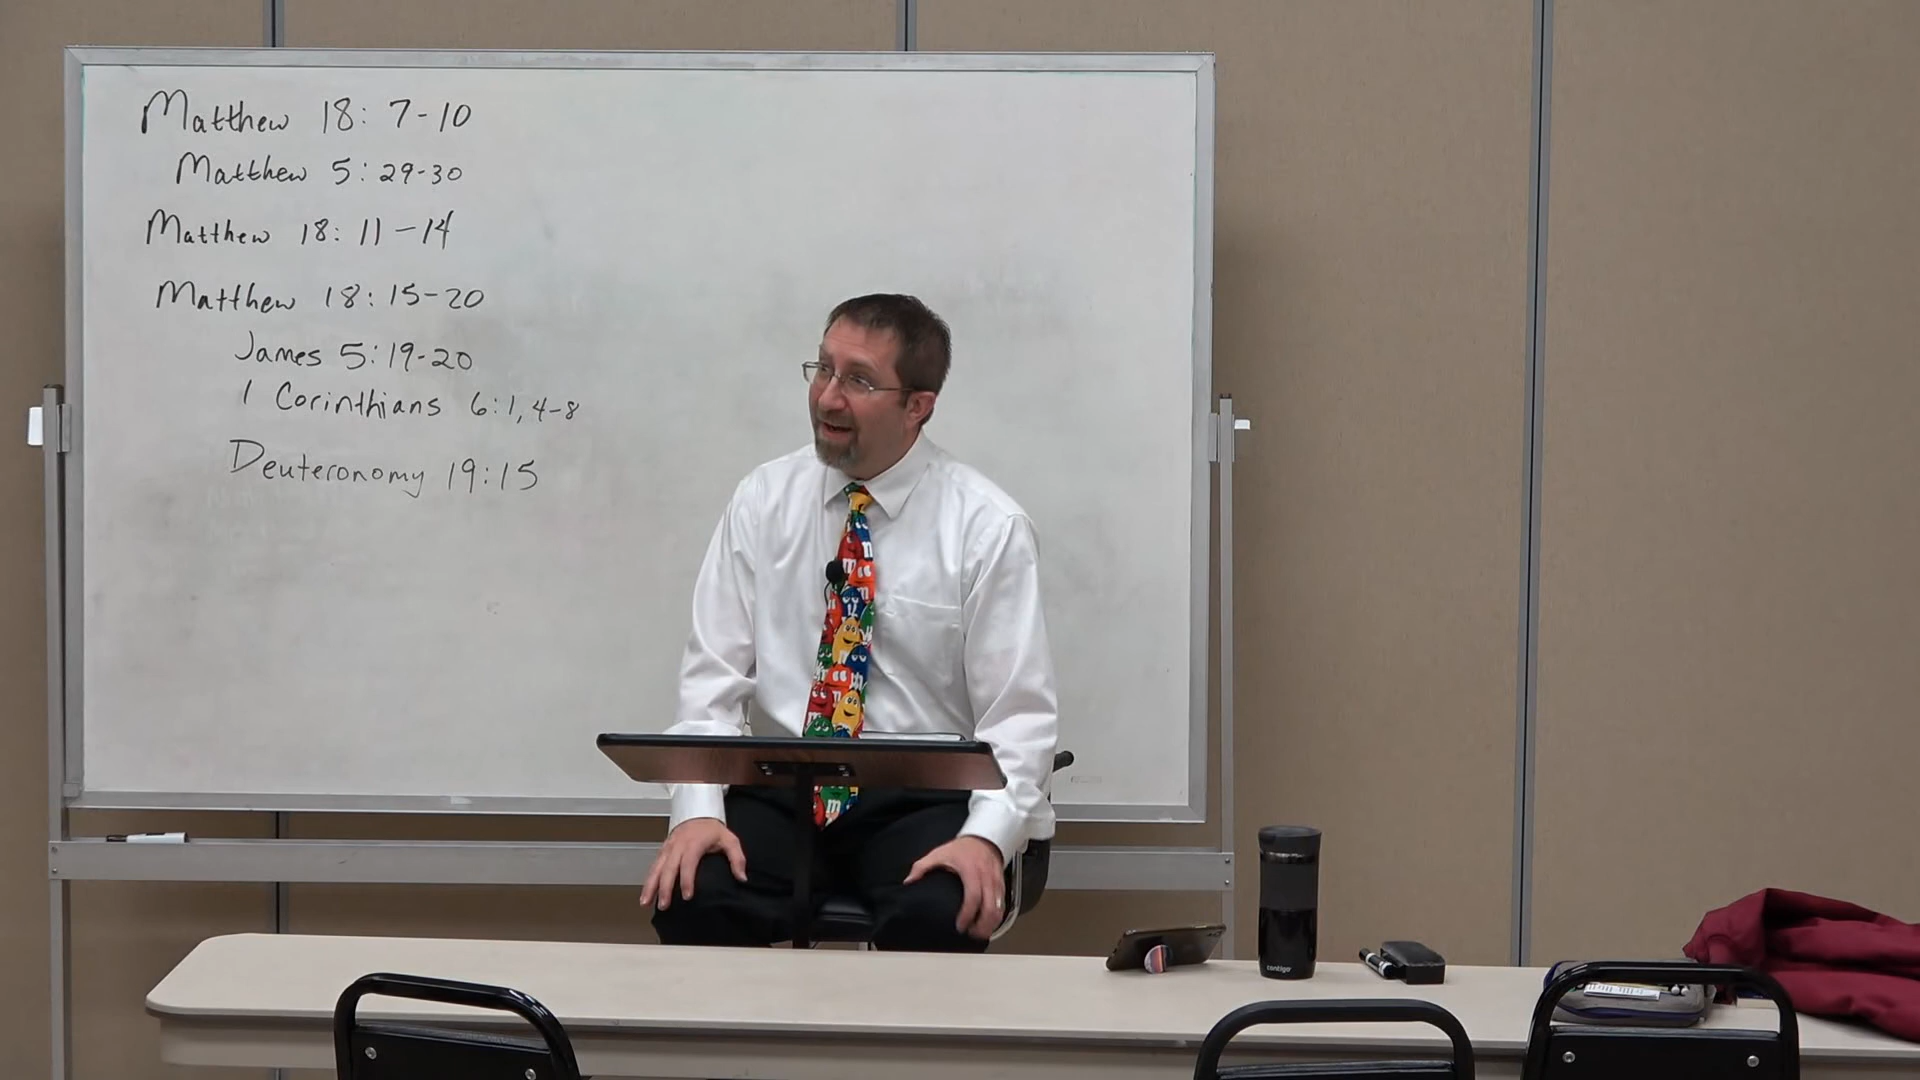 Matthew 18: 7-10
Matthew 5: 29-30
Matthew 18: 11-14
Matthew 18: 15-20
James 5:19-20
1 Corinthians 6:1, 4-8
Deuteronomy 19:15
contigo